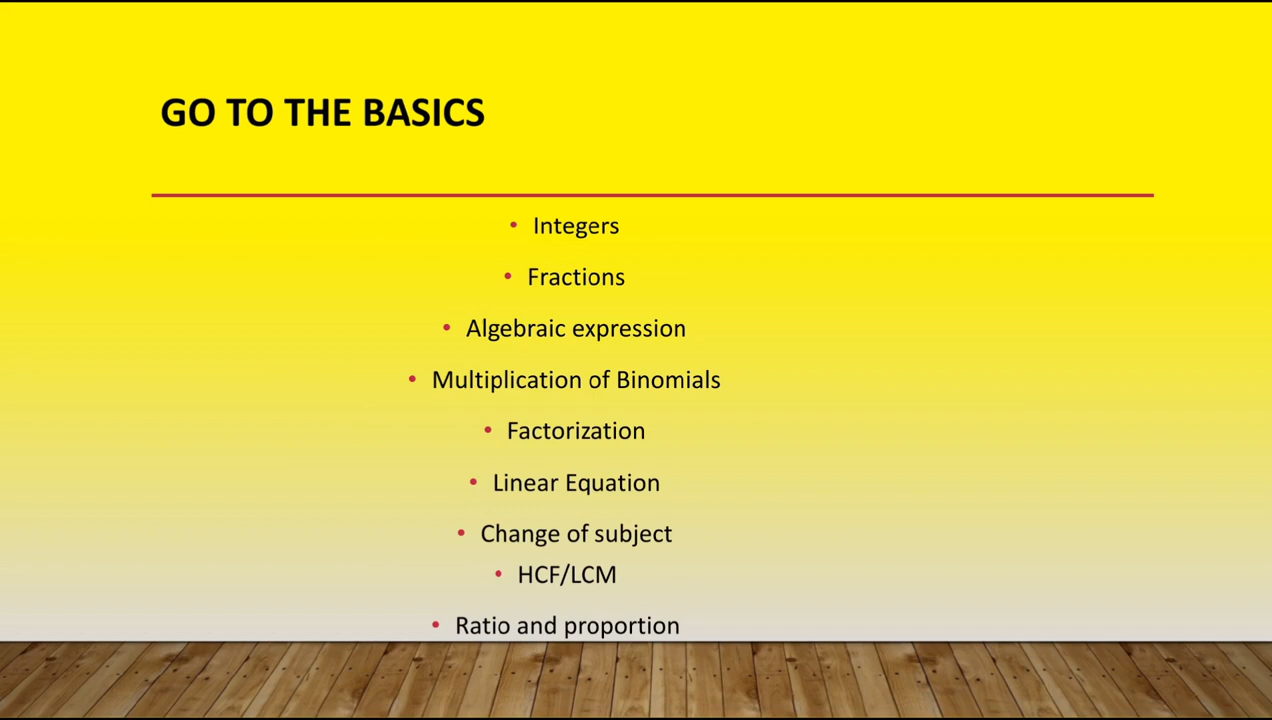 GO TO THE BASICS
• Integers
• Fractions
• Algebraic expression
• Multiplication of Binomials
• Factorization
• Linear Equation
• Change of subject
• HCF/LCM
• Ratio and proportion